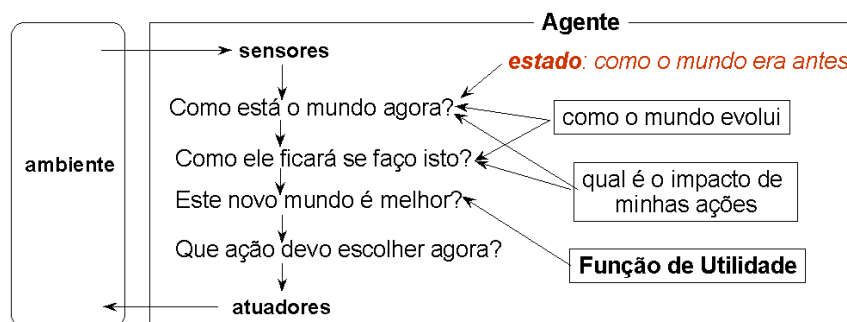 Agente
sensores
estado: como o mundo era antes
Como está o mundo agora?
como o mundo evolui
ambiente
Como ele ficará se faço isto?
qual é o impacto de
minhas ações
Este novo mundo é melhor?
Que ação devo escolher agora?
Função de Utilidade
atuadores